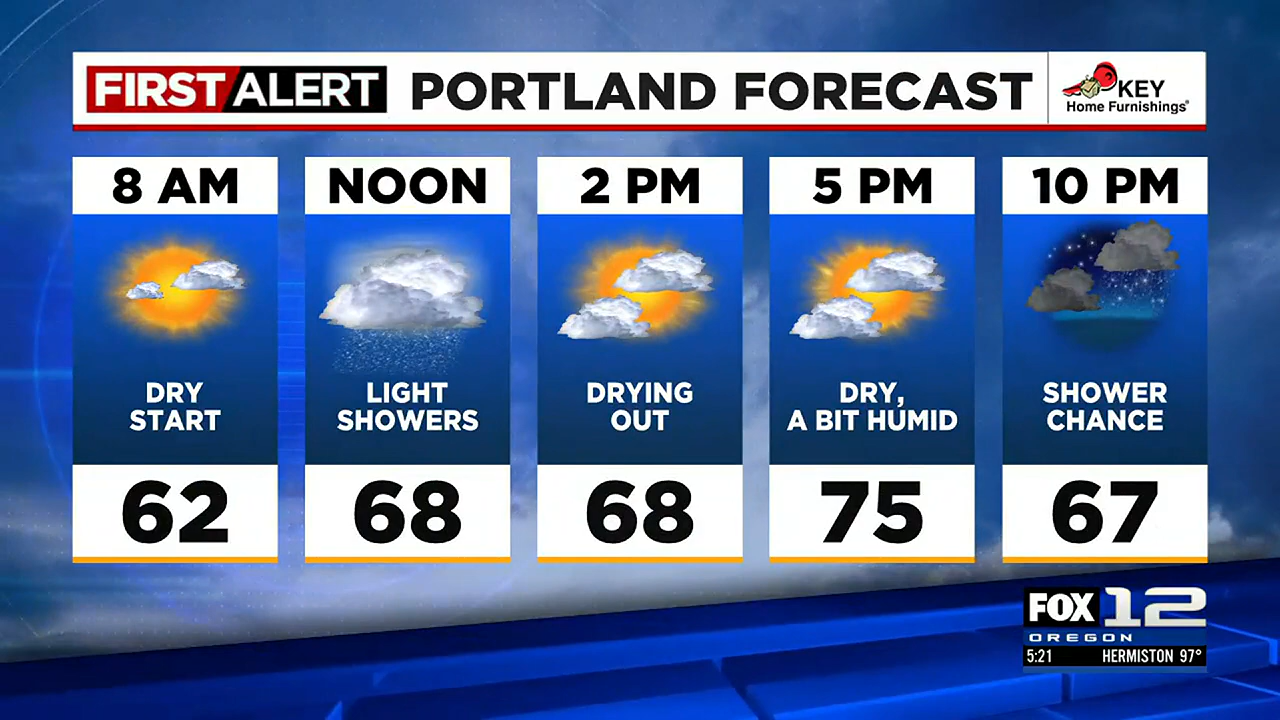 FIRST ALERT PORTLAND FORECAST
KEY
Home Furnishings®
8 AM
NOON
2 PM
5 PM
10 PM
DRY
START
LIGHT
SHOWERS
DRYING
OUT
DRY,
A BIT HUMID
SHOWER
CHANCE
62
68
68
75
67
FOX 12
OREGON
5:21 HERMISTON 97°